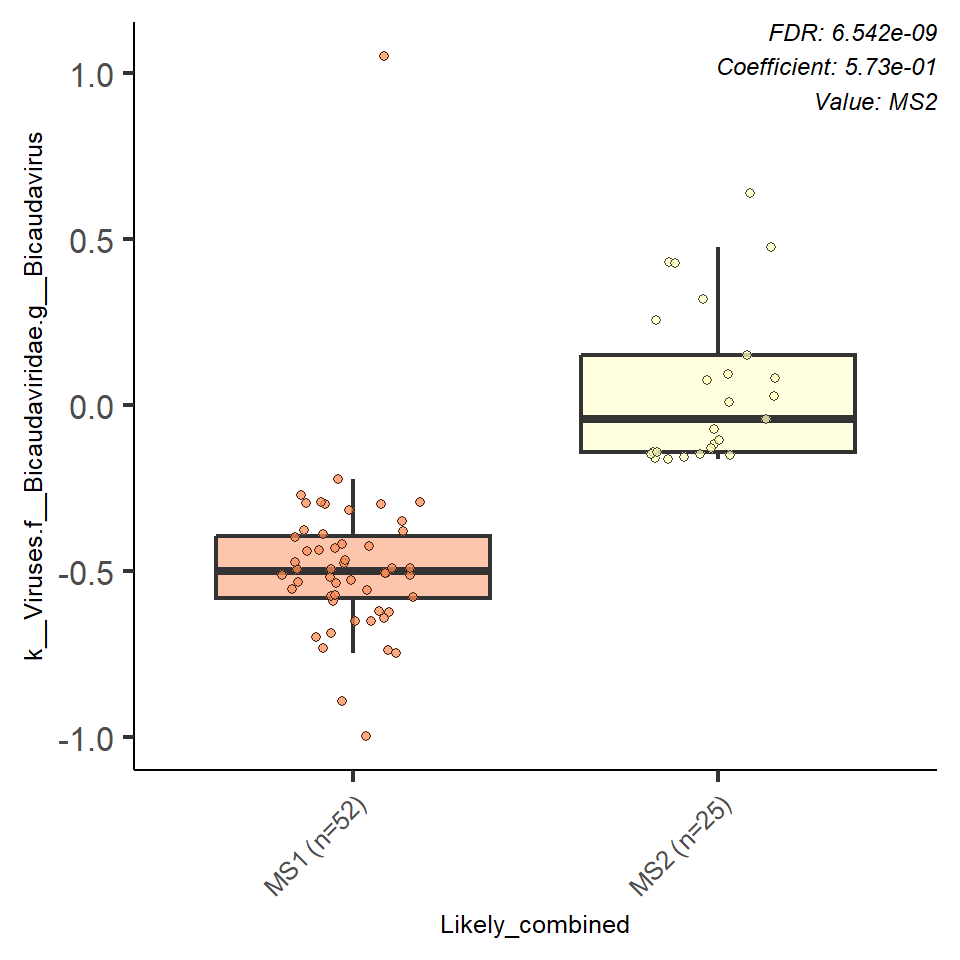 FDR: 6.542e-09
Coefficient: 5.73e-01
Value: MS2
k__Viruses.f__Bicaudaviridae.g__Bicaudavirus
1.0
0.5
0.0
-0.5
-1.0
MS1 (n=52)
MS2 (n=25)
Likely_combined